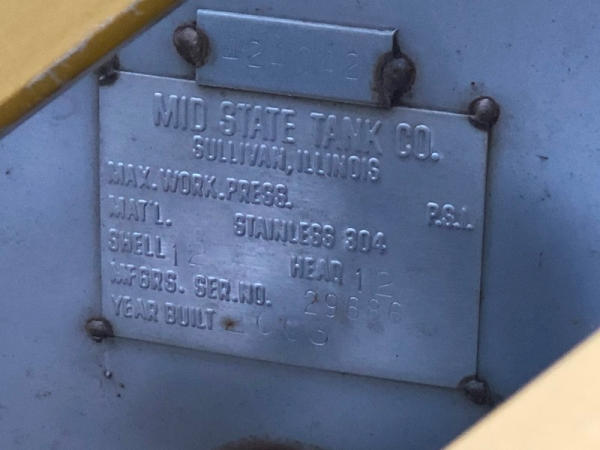 MID STATE TANK CO.
SULLIVAN, ILLINOIS
MAX. WORK. PRESS. P.S.I.
MAT'L. STAINLESS 304
SHELL 12 HEAD 12
MFGRS. SER. NO. 29686
YEAR BUILT